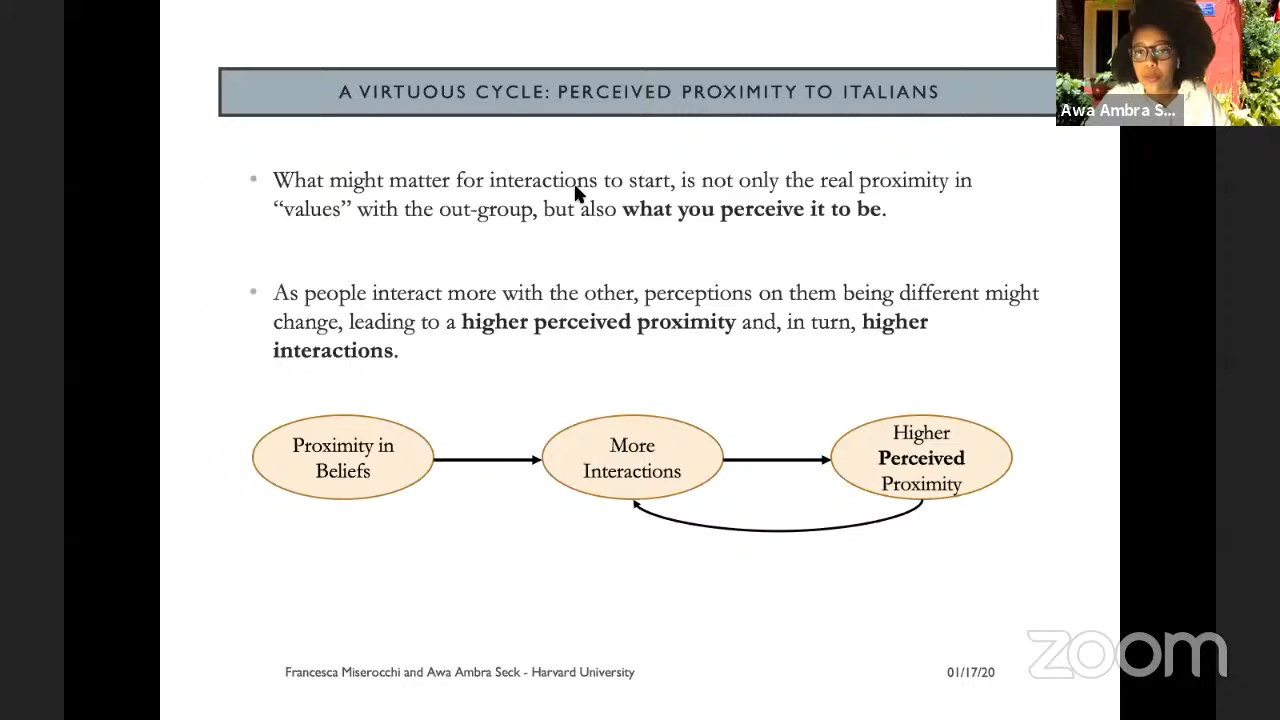 A VIRTUOUS CYCLE: PERCEIVED PROXIMITY TO ITALIANS
Awa Ambra S...
What might matter for interactions to start, is not only the real proximity in
“values” with the out-group, but also what you perceive it to be.
As people interact more with the other, perceptions on them being different might
change, leading to a higher perceived proximity and, in turn, higher
interactions.
Proximity in
Beliefs
More
Interactions
Higher
Perceived
Proximity
Francesca Miserocchi and Awa Ambra Seck - Harvard University
01/17/20
zoom